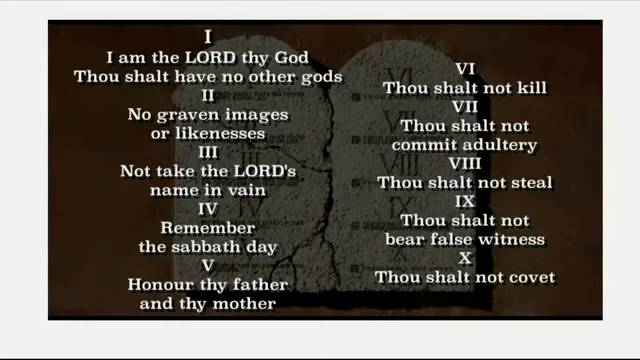 I
I am the LORD thy God
Thou shalt have no other gods
II
No graven images
or likenesses
III
Not take the LORD's
name in vain
IV
Remember
the sabbath day
V
Honour thy father
and thy mother
VI
Thou shalt not kill
VII
Thou shalt not
commit adultery
VIII
Thou shalt not steal
IX
Thou shalt not
bear false witness
X
Thou shalt not covet